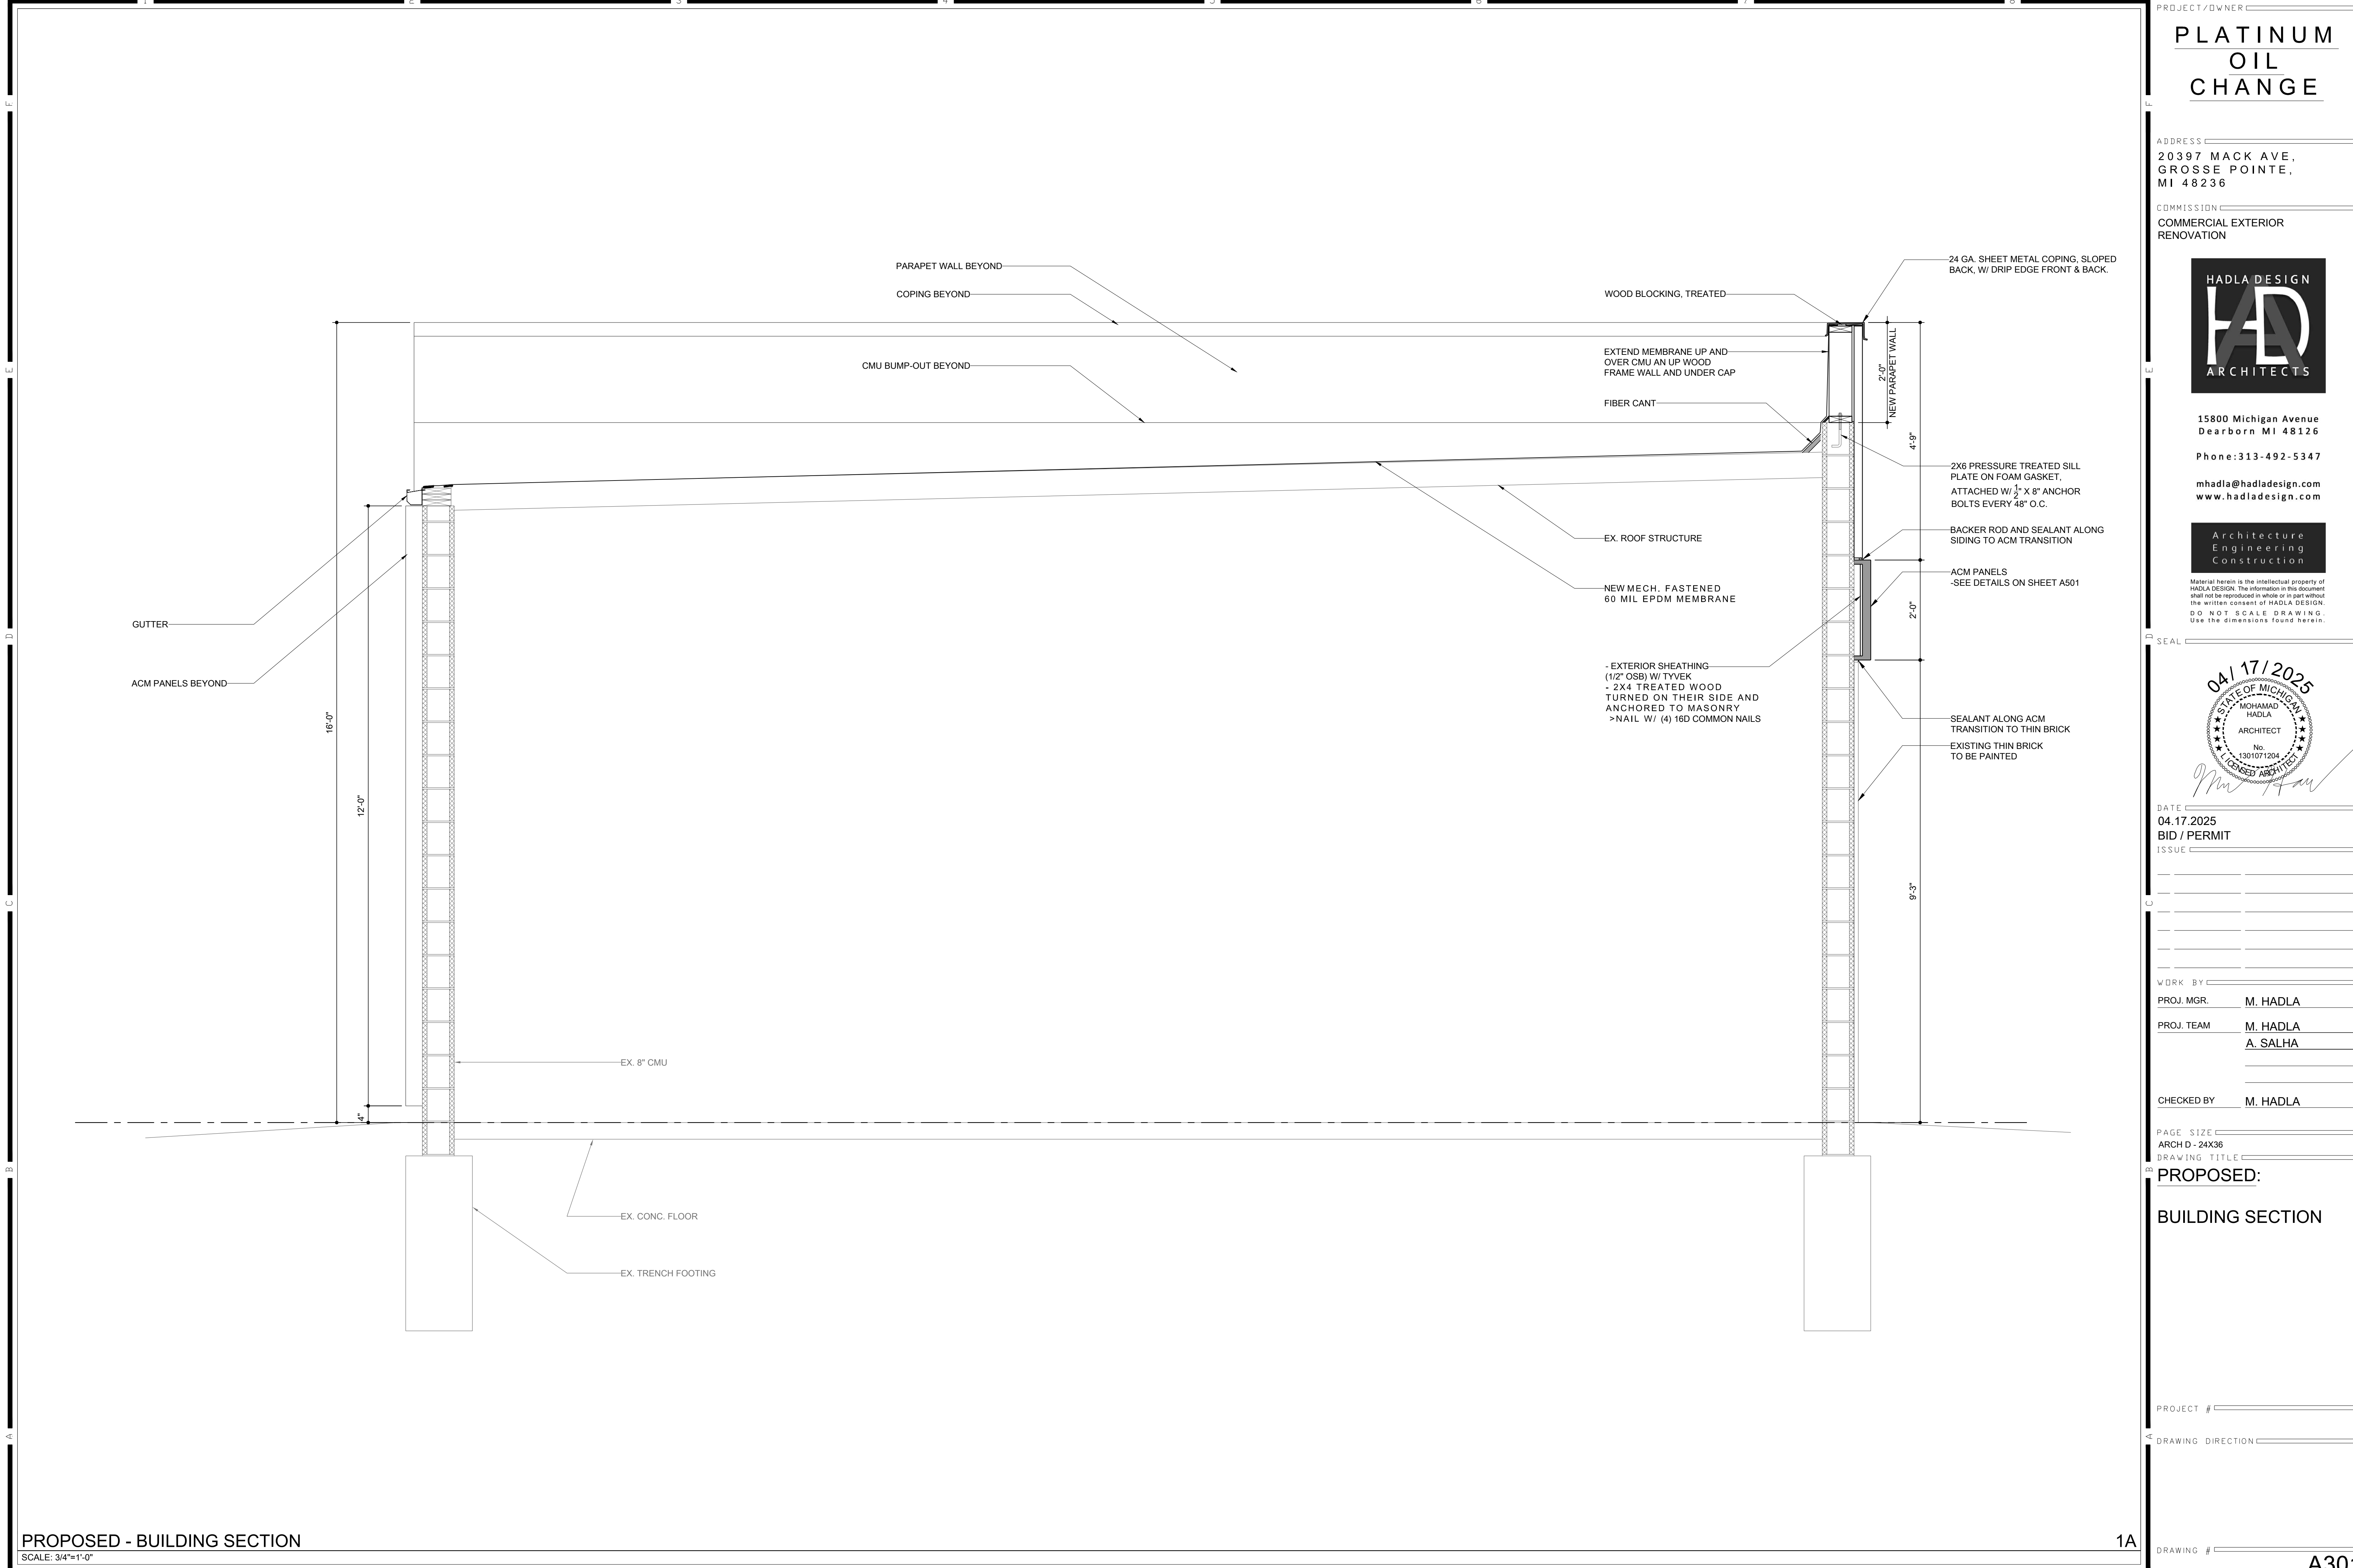 1 2 3 4 5 6 7 8
F
E
D
C
B
A
PARAPET WALL BEYOND
COPING BEYOND
CMU BUMP-OUT BEYOND
WOOD BLOCKING, TREATED
24 GA. SHEET METAL COPING, SLOPED
BACK, W/ DRIP EDGE FRONT & BACK.
EXTEND MEMBRANE UP AND
OVER CMU AN UP WOOD
FRAME WALL AND UNDER CAP
FIBER CANT
2'-0"
NEW PARAPET WALL
4'-9"
2X6 PRESSURE TREATED SILL
PLATE ON FOAM GASKET,
ATTACHED W/ 1/2" X 8" ANCHOR
BOLTS EVERY 48" O.C.
BACKER ROD AND SEALANT ALONG
SIDING TO ACM TRANSITION
EX. ROOF STRUCTURE
ACM PANELS
-SEE DETAILS ON SHEET A501
NEW MECH. FASTENED
60 MIL EPDM MEMBRANE
2'-0"
GUTTER
ACM PANELS BEYOND
- EXTERIOR SHEATHING
(1/2" OSB) W/ TYVEK
- 2X4 TREATED WOOD
TURNED ON THEIR SIDE AND
ANCHORED TO MASONRY
>NAIL W/ (4) 16D COMMON NAILS
SEALANT ALONG ACM
TRANSITION TO THIN BRICK
EXISTING THIN BRICK
TO BE PAINTED
16'-0"
12'-0"
4"
9'-3"
EX. 8" CMU
EX. CONC. FLOOR
EX. TRENCH FOOTING
PROPOSED - BUILDING SECTION
SCALE: 3/4"=1'-0"
1A
F
E
D
C
B
A
PROJECT/OWNER
PLATINUM
OIL
CHANGE
ADDRESS
20397 MACK AVE,
GROSSE POINTE,
MI 48236
COMMISSION
COMMERCIAL EXTERIOR
RENOVATION
HADLA DESIGN
HAD
ARCHITECTS
15800 Michigan Avenue
Dearborn MI 48126
Phone:313-492-5347
mhadla@hadladesign.com
www.hadladesign.com
Architecture
Engineering
Construction
Material herein is the intellectual property of
HADLA DESIGN. The information in this document
shall not be reproduced in whole or in part without
the written consent of HADLA DESIGN.
DO NOT SCALE DRAWING.
Use the dimensions found herein.
SEAL
04/17/2025
STATE OF MICHIGAN
MOHAMAD
HADLA
ARCHITECT
No.
1301071204
LICENSED ARCHITECT
DATE
04.17.2025
BID / PERMIT
ISSUE
WORK BY
PROJ. MGR. M. HADLA
PROJ. TEAM M. HADLA
A. SALHA
CHECKED BY M. HADLA
PAGE SIZE
ARCH D - 24X36
DRAWING TITLE
PROPOSED:
BUILDING SECTION
PROJECT #
DRAWING DIRECTION
DRAWING #